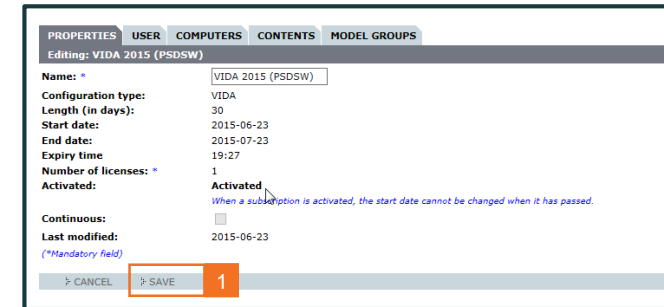 PROPERTIES USER COMPUTERS CONTENTS MODEL GROUPS
Editing: VIDA 2015 (PSDSW)
Name: * VIDA 2015 (PSDSW)
Configuration type: VIDA
Length (in days): 30
Start date: 2015-06-23
End date: 2015-07-23
Expiry time 19:27
Number of licenses: * 1
Activated: Activated
When a subscription is activated, the start date cannot be changed when it has passed.
Continuous:
Last modified: 2015-06-23
(*Mandatory field)
CANCEL SAVE 1